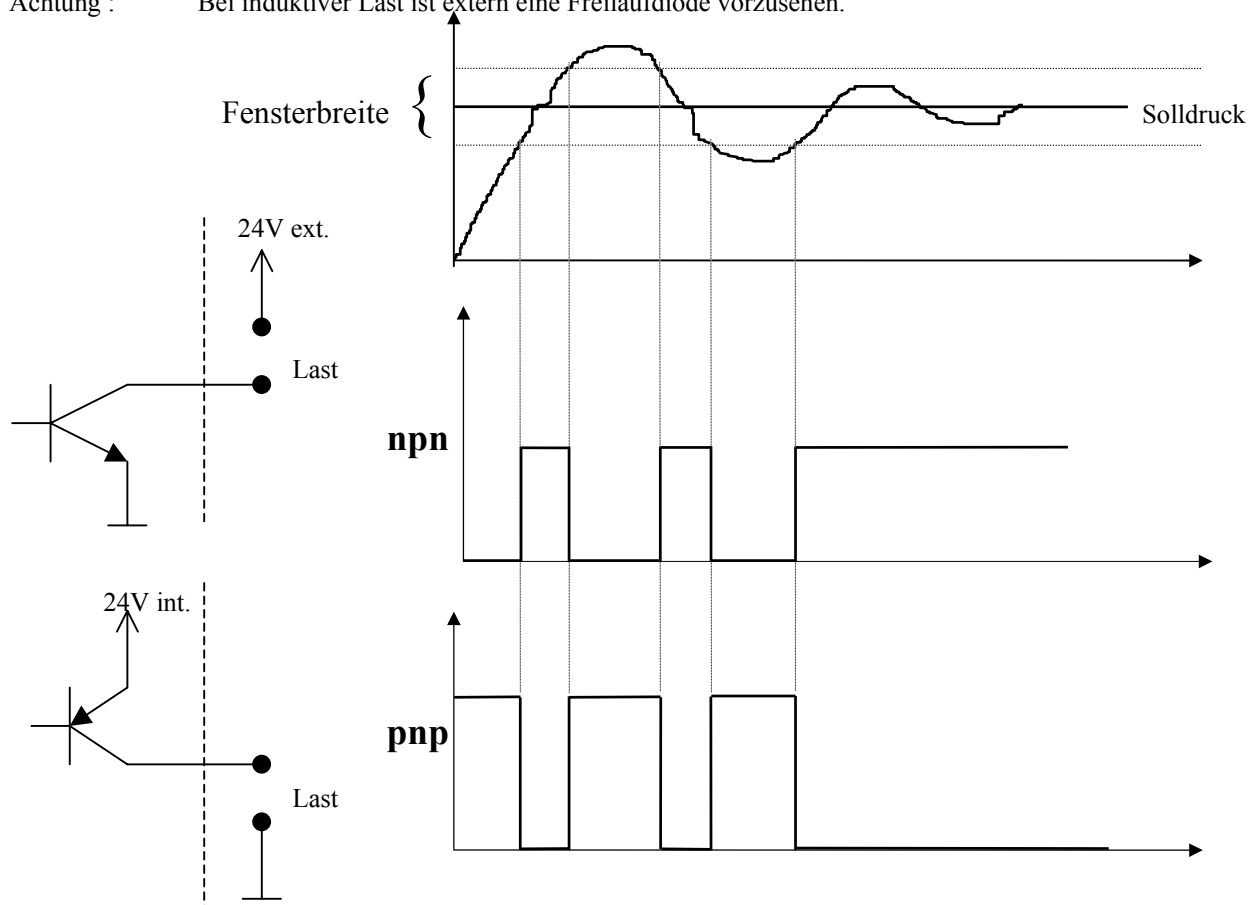 Achtung : Bei induktiver Last ist extern eine Freilaufdiode vorzusehen.
Fensterbreite {
Solldruck
24V ext.
Last
npn
24V int.
pnp
Last